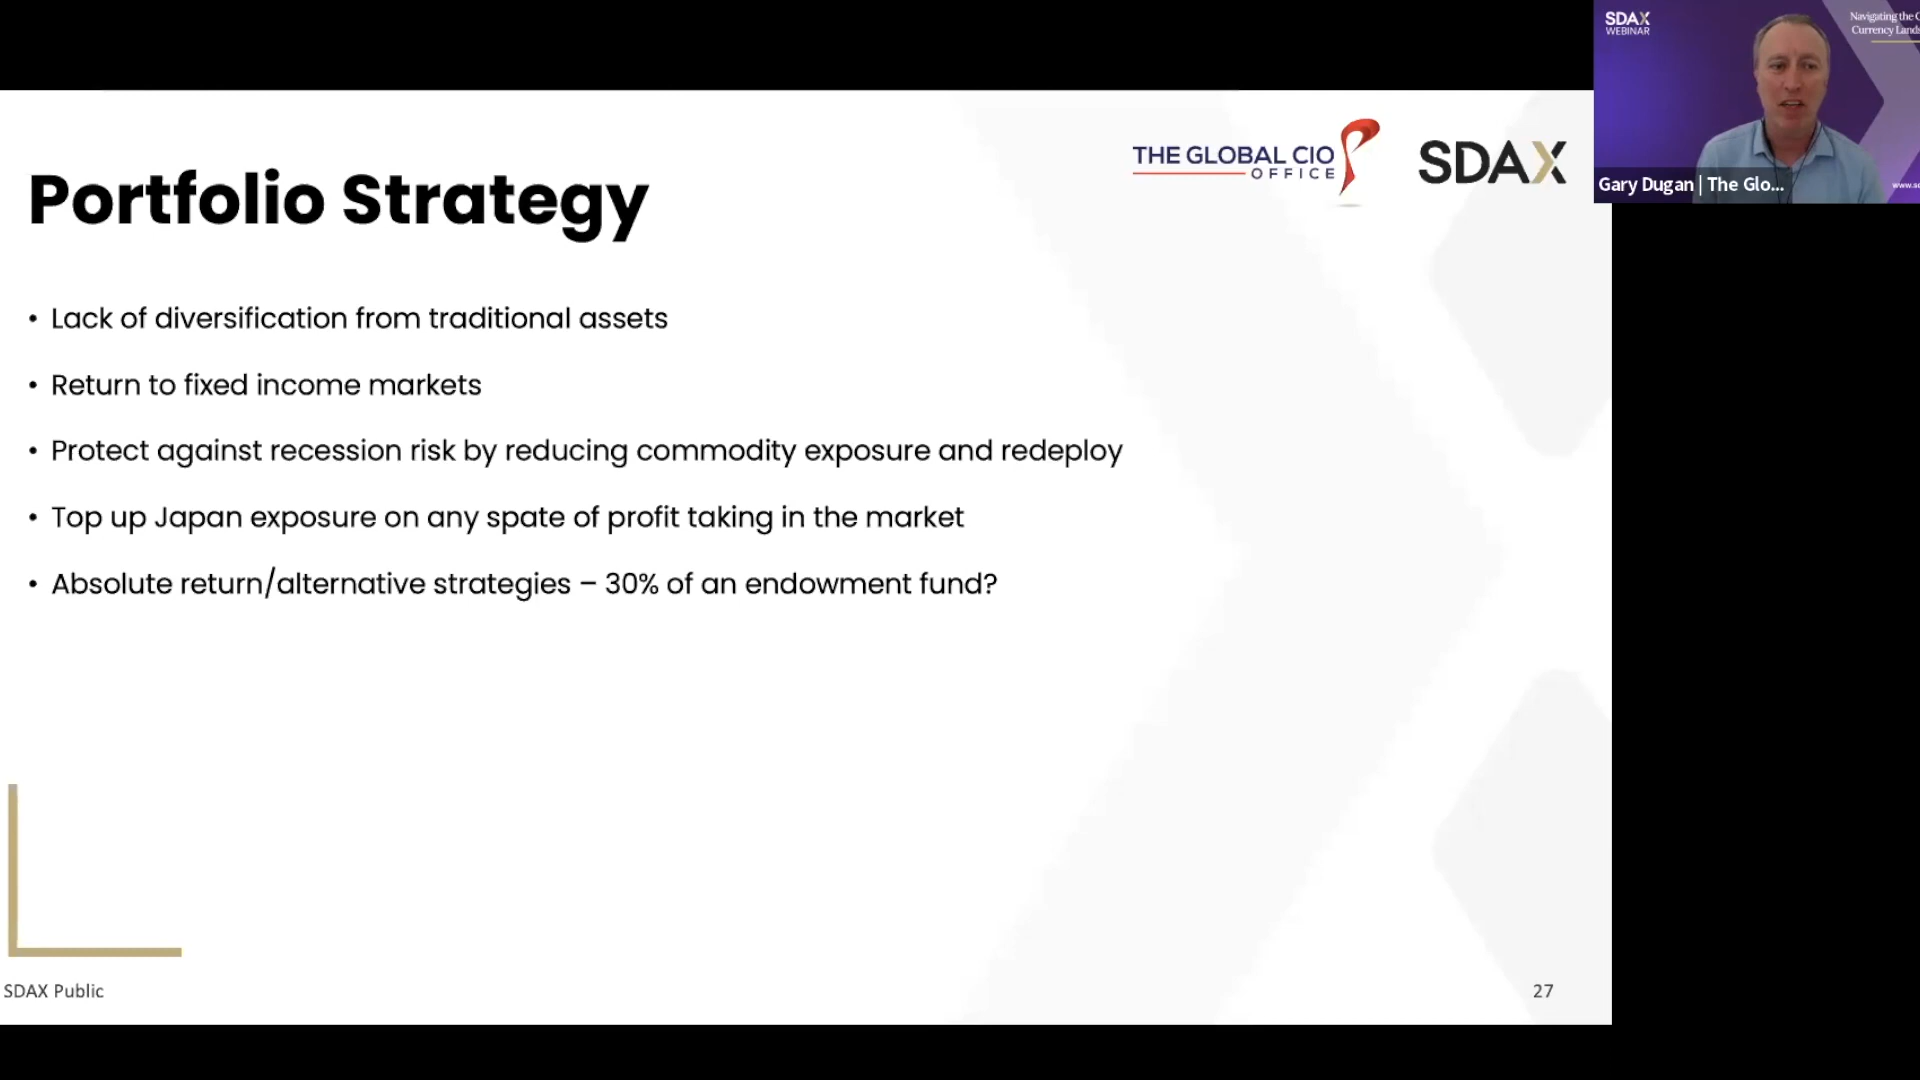 SDAX
WEBINAR
Navigating the
Currency
THE GLOBAL CIO
OFFICE
SDAX
Gary Dugan | The Glo...
Portfolio Strategy
• Lack of diversification from traditional assets
• Return to fixed income markets
• Protect against recession risk by reducing commodity exposure and redeploy
• Top up Japan exposure on any spate of profit taking in the market
• Absolute return/alternative strategies – 30% of an endowment fund?
SDAX Public
27